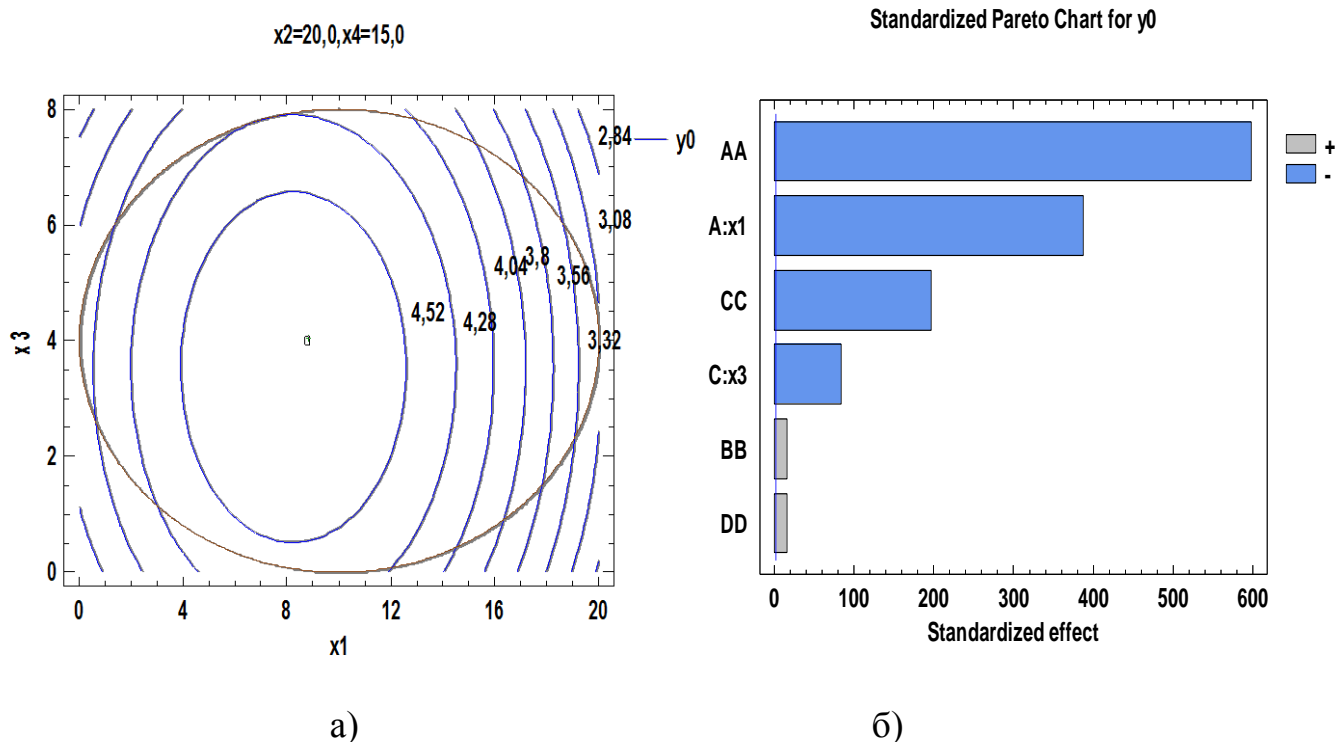 x2=20,0,x4=15,0
8
6
4
2
0
x 3
0
4
8
12
16
20
x1
2,84
y0
3,08
4,04
3,8
3,56
4,52
4,28
3,32
а)
Standardized Pareto Chart for y0
AA
A:x1
CC
C:x3
BB
DD
0
100
200
300
400
500
600
Standardized effect
+
-
б)